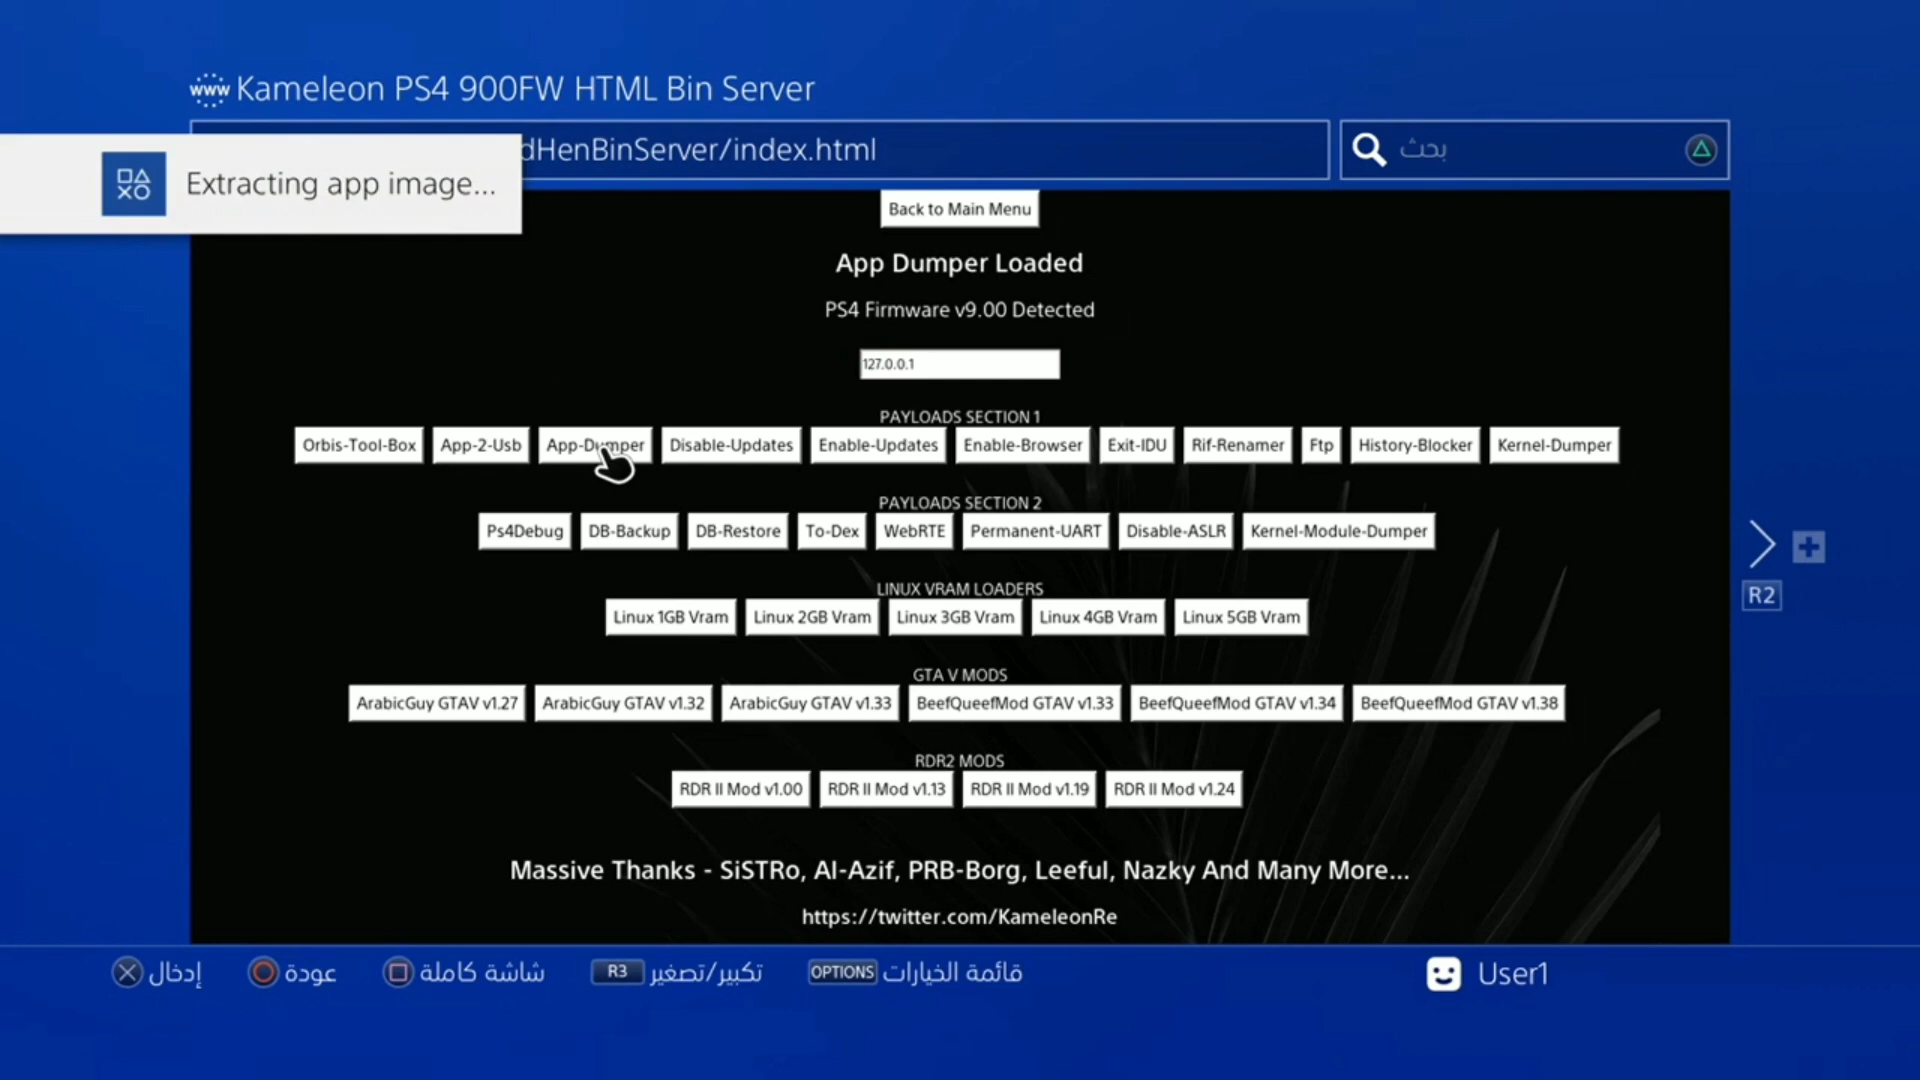 www Kameleon PS4 900FW HTML Bin Server
dHenBinServer/index.html
بحث
Extracting app image...
Back to Main Menu
App Dumper Loaded
PS4 Firmware v9.00 Detected
127.0.0.1
PAYLOADS SECTION 1
Orbis-Tool-Box App-2-Usb App-Dumper Disable-Updates Enable-Updates Enable-Browser Exit-IDU Rif-Renamer Ftp History-Blocker Kernel-Dumper
PAYLOADS SECTION 2
Ps4Debug DB-Backup DB-Restore To-Dex WebRTE Permanent-UART Disable-ASLR Kernel-Module-Dumper
R2
LINUX VRAM LOADERS
Linux 1GB Vram Linux 2GB Vram Linux 3GB Vram Linux 4GB Vram Linux 5GB Vram
GTA V MODS
ArabicGuy GTAV v1.27 ArabicGuy GTAV v1.32 ArabicGuy GTAV v1.33 BeefQueefMod GTAV v1.33 BeefQueefMod GTAV v1.34 BeefQueefMod GTAV v1.38
RDR2 MODS
RDR II Mod v1.00 RDR II Mod v1.13 RDR II Mod v1.19 RDR II Mod v1.24
Massive Thanks - SiSTRo, Al-Azif, PRB-Borg, Leeful, Nazky And Many More...
https://twitter.com/KameleonRe
إدخال عودة شاشة كاملة R3 تكبير/تصغير OPTIONS قائمة الخيارات User1